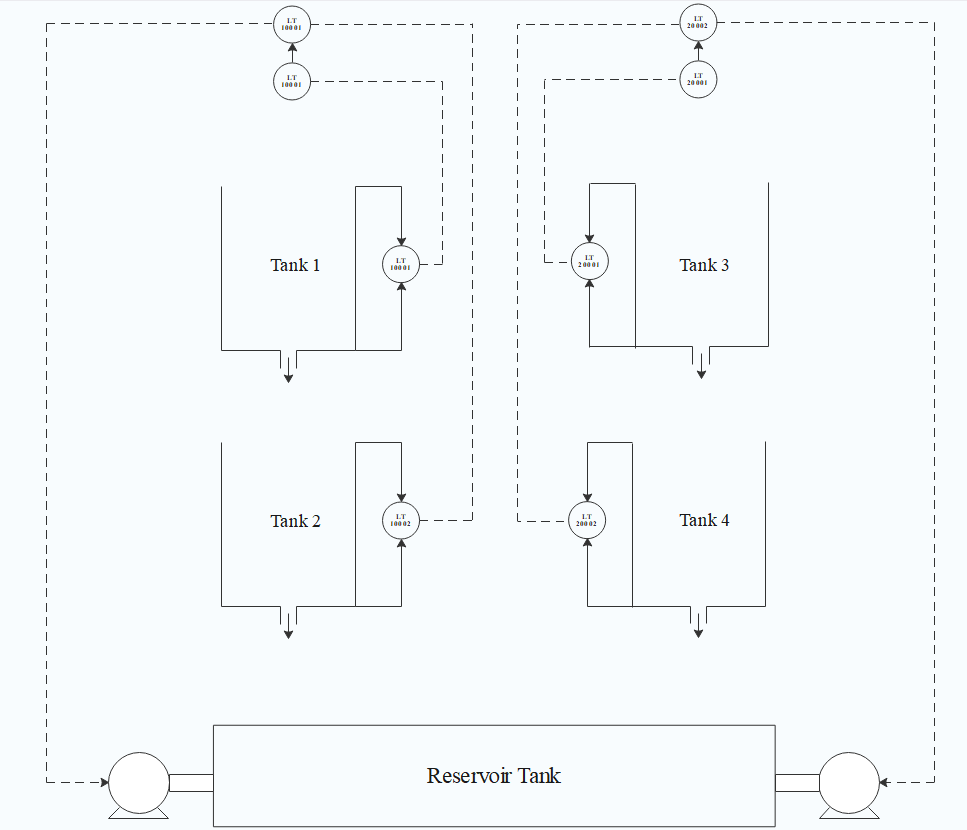 LT
10001
LT
20002
LT
10001
LT
20001
LT
10001
LT
20001
Tank 1
Tank 3
LT
10002
LT
20002
Tank 2
Tank 4
Reservoir Tank